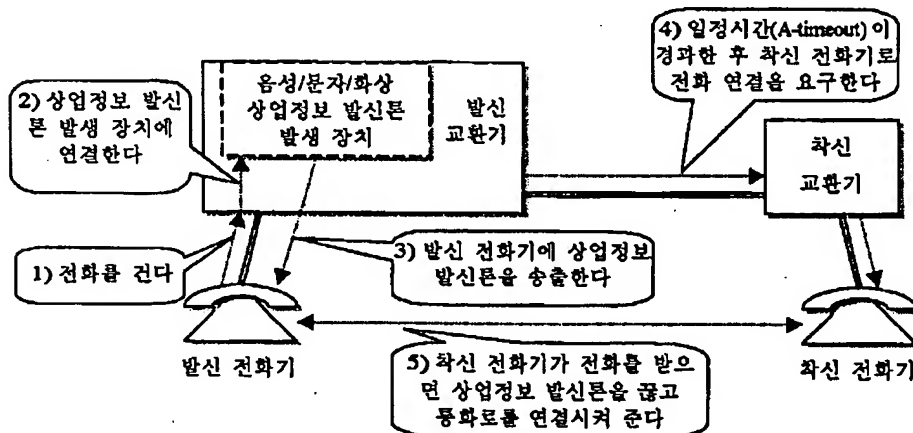 4) 일정시간(A-timeout) 이
경과한 후 착신 전화기로
전화 연결을 요구한다
음성/문자/화상
상업정보 발신톤
발생 장치
발신
교환기
2) 상업정보 발신
톤 발생 장치에
연결한다
착신
교환기
1) 전화를 건다
3) 발신 전화기에 상업정보
발신톤을 송출한다
발신 전화기
5) 착신 전화기가 전화를 받으
면 상업정보 발신톤을 끊고
통화로를 연결시켜 준다
착신 전화기